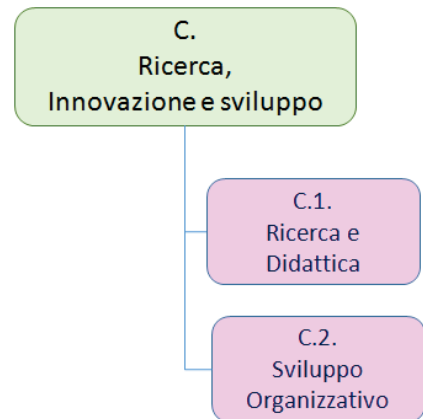 C.
Ricerca,
Innovazione e sviluppo
C.1.
Ricerca e
Didattica
C.2.
Sviluppo
Organizzativo